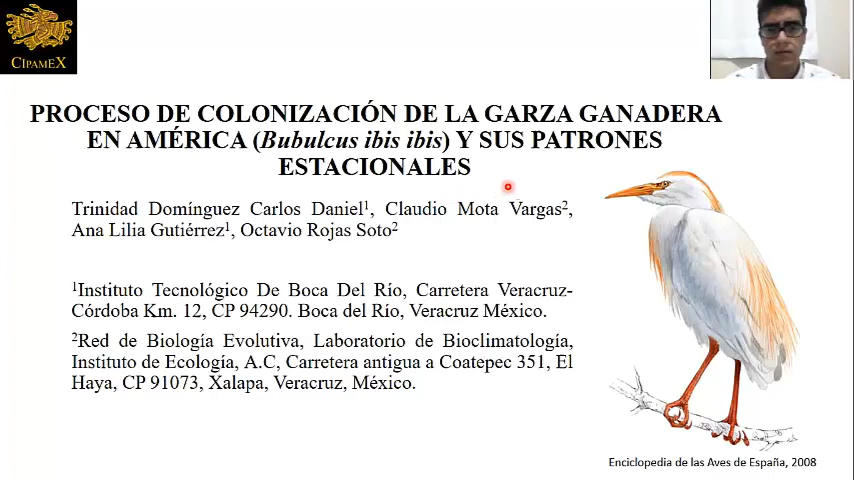 CIPAMEX
PROCESO DE COLONIZACIÓN DE LA GARZA GANADERA
EN AMÉRICA (Bubulcus ibis ibis) Y SUS PATRONES
ESTACIONALES
Trinidad Domínguez Carlos Daniel¹, Claudio Mota Vargas²,
Ana Lilia Gutiérrez¹, Octavio Rojas Soto²
¹Instituto Tecnológico De Boca Del Río, Carretera Veracruz-
Córdoba Km. 12, CP 94290. Boca del Río, Veracruz México.
²Red de Biología Evolutiva, Laboratorio de Bioclimatología,
Instituto de Ecología, A.C, Carretera antigua a Coatepec 351, El
Haya, CP 91073, Xalapa, Veracruz, México.
Enciclopedia de las Aves de España, 2008